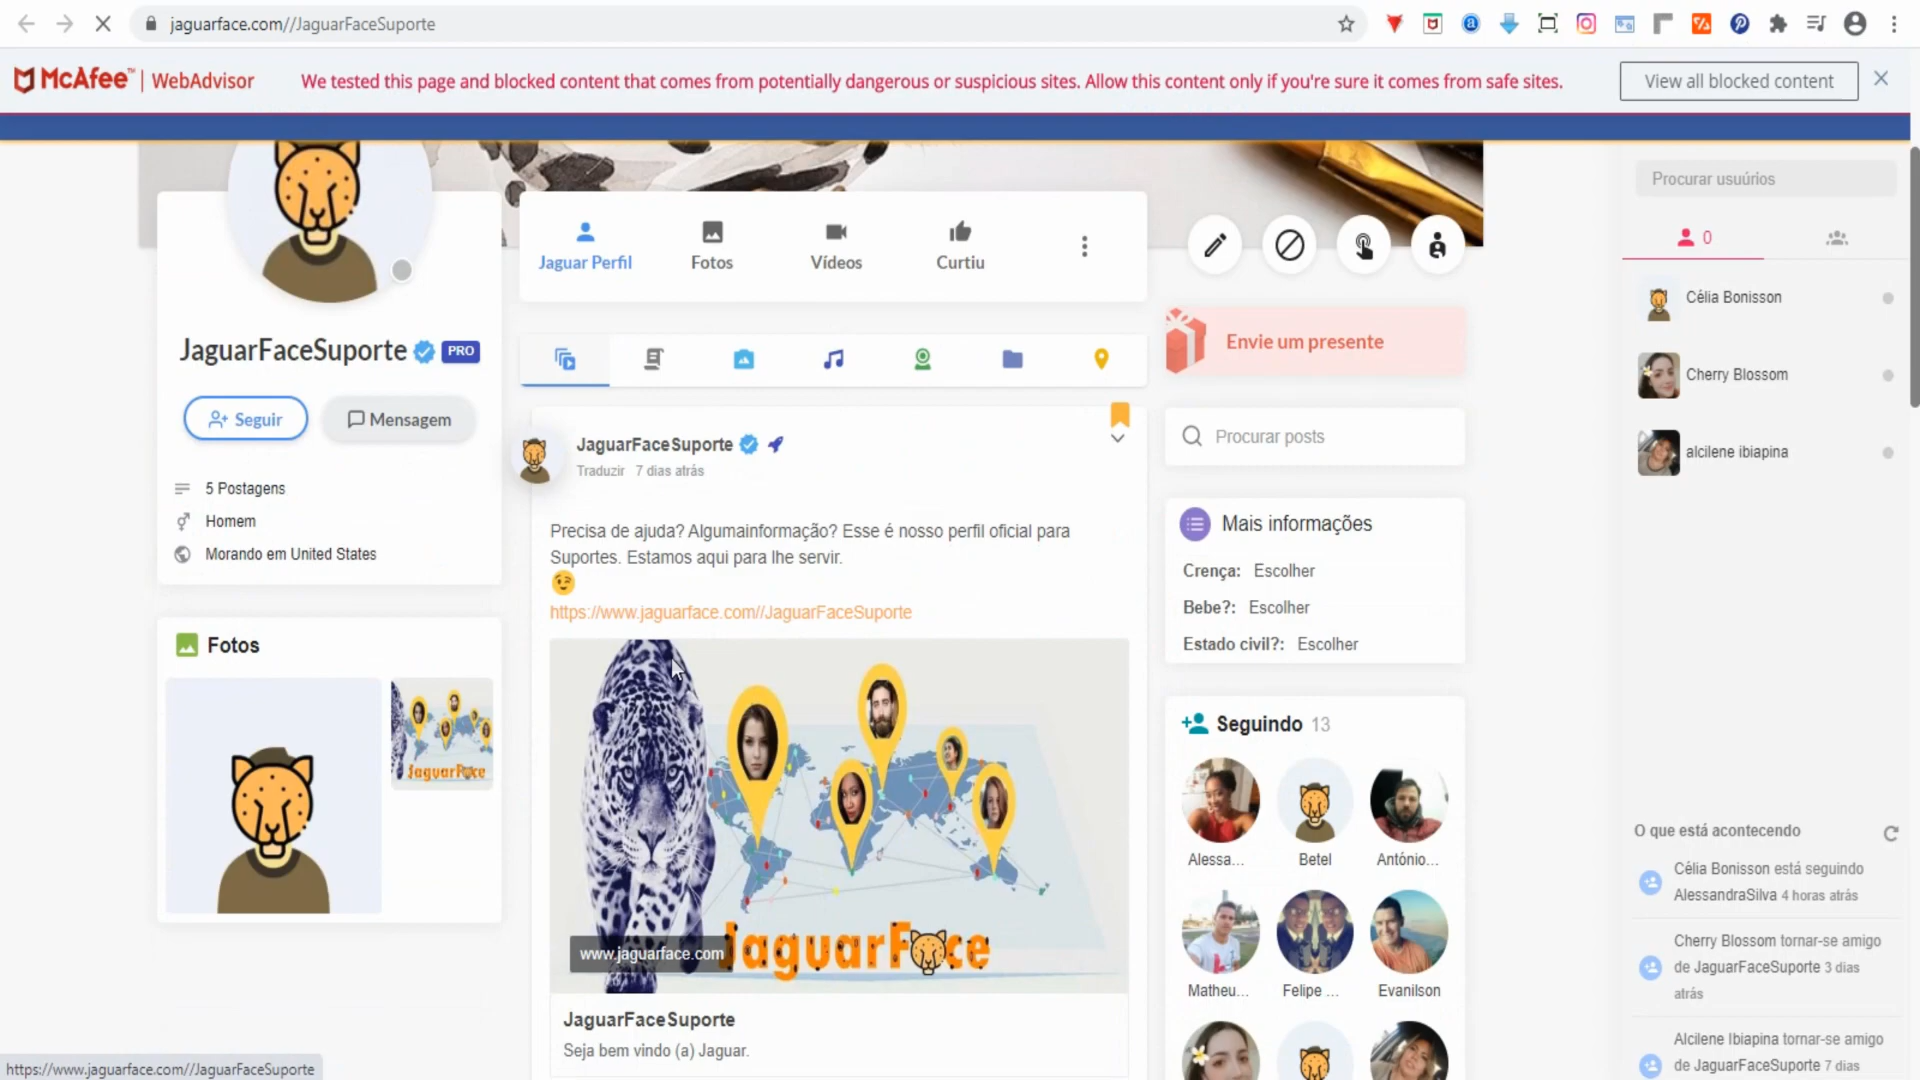 jaguarface.com//JaguarFaceSuporte
McAfee™ | WebAdvisor
We tested this page and blocked content that comes from potentially dangerous or suspicious sites. Allow this content only if you're sure it comes from safe sites.
View all blocked content
JaguarFaceSuporte PRO
Seguir
Mensagem
5 Postagens
Homem
Morando em United States
Fotos
JaguarFace
Jaguar Perfil
Fotos
Vídeos
Curtiu
JaguarFaceSuporte
Traduzir 7 dias atrás
Precisa de ajuda? Algumainformação? Esse é nosso perfil oficial para
Suportes. Estamos aqui para lhe servir.
https://www.jaguarface.com//JaguarFaceSuporte
www.jaguarface.com
JaguarFace
JaguarFaceSuporte
Seja bem vindo (a) Jaguar.
Envie um presente
Procurar posts
Mais informações
Crença: Escolher
Bebe?: Escolher
Estado civil?: Escolher
Seguindo 13
Alessa...
Betel
António...
Matheu...
Felipe ...
Evanilson
Procurar usuários
0
Célia Bonisson
Cherry Blossom
alcilene ibiapina
O que está acontecendo
Célia Bonisson está seguindo
AlessandraSilva 4 horas atrás
Cherry Blossom tornar-se amigo
de JaguarFaceSuporte 3 dias
atrás
Alcilene Ibiapina tornar-se amigo
de JaguarFaceSuporte 7 dias
https://www.jaguarface.com//JaguarFaceSuporte